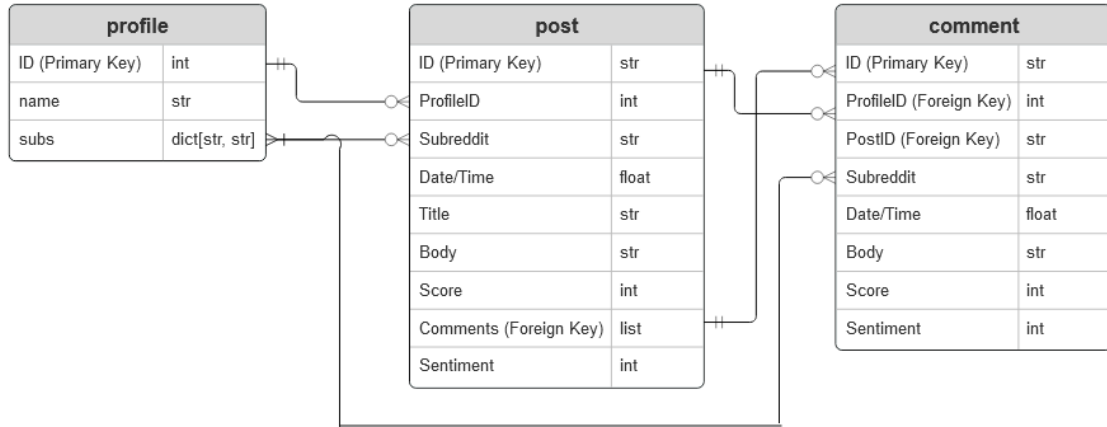 profile
ID (Primary Key) int
name str
subs dict[str, str]
post
ID (Primary Key) str
ProfileID int
Subreddit str
Date/Time float
Title str
Body str
Score int
Comments (Foreign Key) list
Sentiment int
comment
ID (Primary Key) str
ProfileID (Foreign Key) int
PostID (Foreign Key) str
Subreddit str
Date/Time float
Body str
Score int
Sentiment int